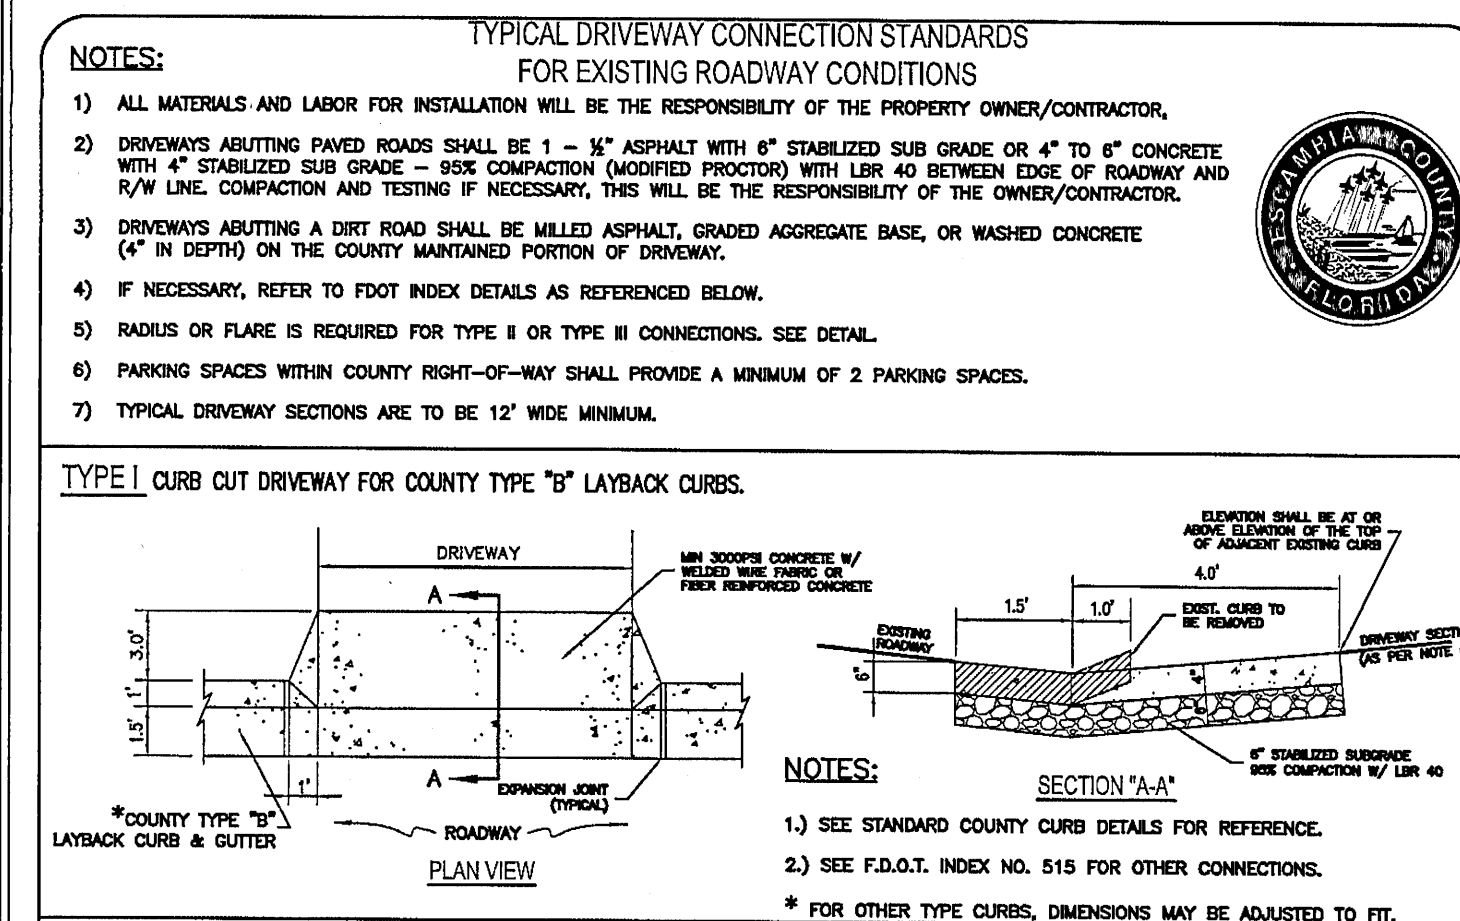 TYPICAL DRIVEWAY CONNECTION STANDARDS
FOR EXISTING ROADWAY CONDITIONS
NOTES:
1) ALL MATERIALS AND LABOR FOR INSTALLATION WILL BE THE RESPONSIBILITY OF THE PROPERTY OWNER/CONTRACTOR.
2) DRIVEWAYS ABUTTING PAVED ROADS SHALL BE 1 – ½" ASPHALT WITH 6" STABILIZED SUB GRADE OR 4" TO 6" CONCRETE
WITH 4" STABILIZED SUB GRADE – 95% COMPACTION (MODIFIED PROCTOR) WITH LBR 40 BETWEEN EDGE OF ROADWAY AND
R/W LINE. COMPACTION AND TESTING IF NECESSARY, THIS WILL BE THE RESPONSIBILITY OF THE OWNER/CONTRACTOR.
3) DRIVEWAYS ABUTTING A DIRT ROAD SHALL BE MILLED ASPHALT, GRADED AGGREGATE BASE, OR WASHED CONCRETE
(4" IN DEPTH) ON THE COUNTY MAINTAINED PORTION OF DRIVEWAY.
4) IF NECESSARY, REFER TO FDOT INDEX DETAILS AS REFERENCED BELOW.
5) RADIUS OR FLARE IS REQUIRED FOR TYPE II OR TYPE III CONNECTIONS. SEE DETAIL.
6) PARKING SPACES WITHIN COUNTY RIGHT–OF–WAY SHALL PROVIDE A MINIMUM OF 2 PARKING SPACES.
7) TYPICAL DRIVEWAY SECTIONS ARE TO BE 12' WIDE MINIMUM.
ESCAMBIA COUNTY
FLORIDA
TYPE I CURB CUT DRIVEWAY FOR COUNTY TYPE "B" LAYBACK CURBS.
DRIVEWAY
MIN 3000PSI CONCRETE W/
WELDED WIRE FABRIC OR
FIBER REINFORCED CONCRETE
A
3.0'
1'
1.5'
A
1'
EXPANSION JOINT
(TYPICAL)
*COUNTY TYPE "B"
LAYBACK CURB & GUTTER
ROADWAY
PLAN VIEW
ELEVATION SHALL BE AT OR
ABOVE ELEVATION OF THE TOP
OF ADJACENT EXISTING CURB
4.0'
1.5'
1.0'
EXIST. CURB TO
BE REMOVED
EXISTING
ROADWAY
DRIVEWAY SECTI
(AS PER NOTE
6"
4"
6"
6" STABILIZED SUBGRADE
95% COMPACTION W/ LBR 40
SECTION "A-A"
NOTES:
1.) SEE STANDARD COUNTY CURB DETAILS FOR REFERENCE.
2.) SEE F.D.O.T. INDEX NO. 515 FOR OTHER CONNECTIONS.
* FOR OTHER TYPE CURBS, DIMENSIONS MAY BE ADJUSTED TO FIT.